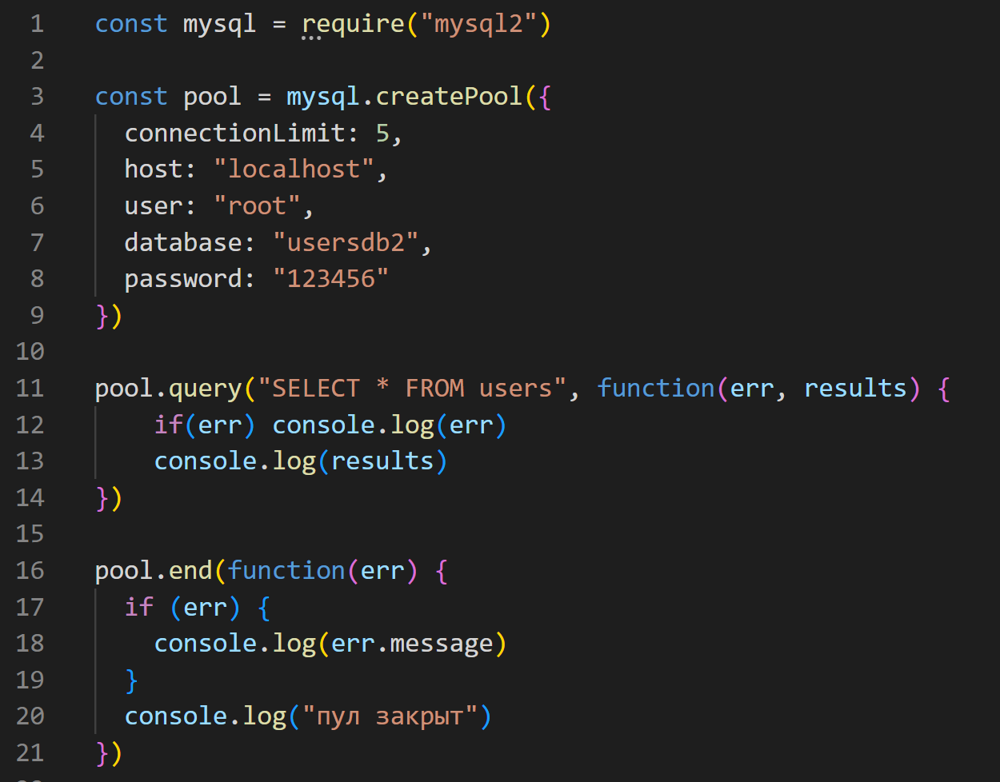 1 const mysql = require("mysql2")
2
3 const pool = mysql.createPool({
4   connectionLimit: 5,
5   host: "localhost",
6   user: "root",
7   database: "usersdb2",
8   password: "123456"
9 })
10
11 pool.query("SELECT * FROM users", function(err, results) {
12     if(err) console.log(err)
13     console.log(results)
14 })
15
16 pool.end(function(err) {
17   if (err) {
18     console.log(err.message)
19   }
20   console.log("пул закрыт")
21 })